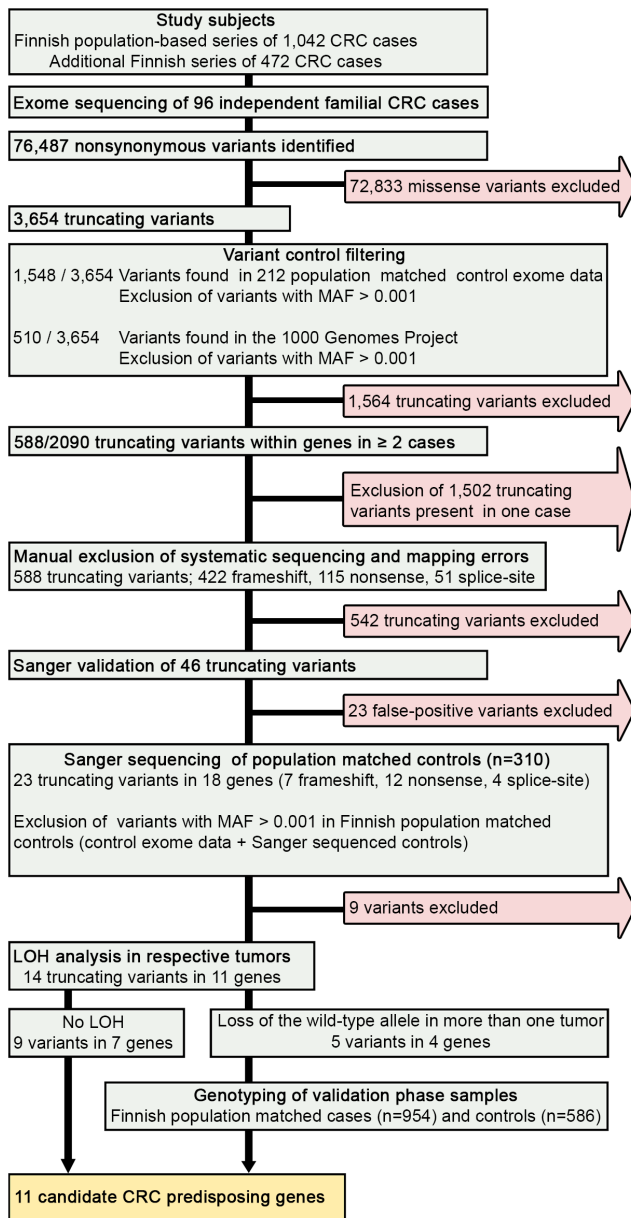 Study subjects
Finnish population-based series of 1,042 CRC cases
Additional Finnish series of 472 CRC cases
Exome sequencing of 96 independent familial CRC cases
76,487 nonsynonymous variants identified
72,833 missense variants excluded
3,654 truncating variants
Variant control filtering
1,548 / 3,654 Variants found in 212 population matched control exome data
Exclusion of variants with MAF > 0.001
510 / 3,654 Variants found in the 1000 Genomes Project
Exclusion of variants with MAF > 0.001
1,564 truncating variants excluded
588/2090 truncating variants within genes in ≥ 2 cases
Exclusion of 1,502 truncating
variants present in one case
Manual exclusion of systematic sequencing and mapping errors
588 truncating variants; 422 frameshift, 115 nonsense, 51 splice-site
542 truncating variants excluded
Sanger validation of 46 truncating variants
23 false-positive variants excluded
Sanger sequencing of population matched controls (n=310)
23 truncating variants in 18 genes (7 frameshift, 12 nonsense, 4 splice-site)
Exclusion of variants with MAF > 0.001 in Finnish population matched
controls (control exome data + Sanger sequenced controls)
9 variants excluded
LOH analysis in respective tumors
14 truncating variants in 11 genes
No LOH
9 variants in 7 genes
Loss of the wild-type allele in more than one tumor
5 variants in 4 genes
Genotyping of validation phase samples
Finnish population matched cases (n=954) and controls (n=586)
11 candidate CRC predisposing genes